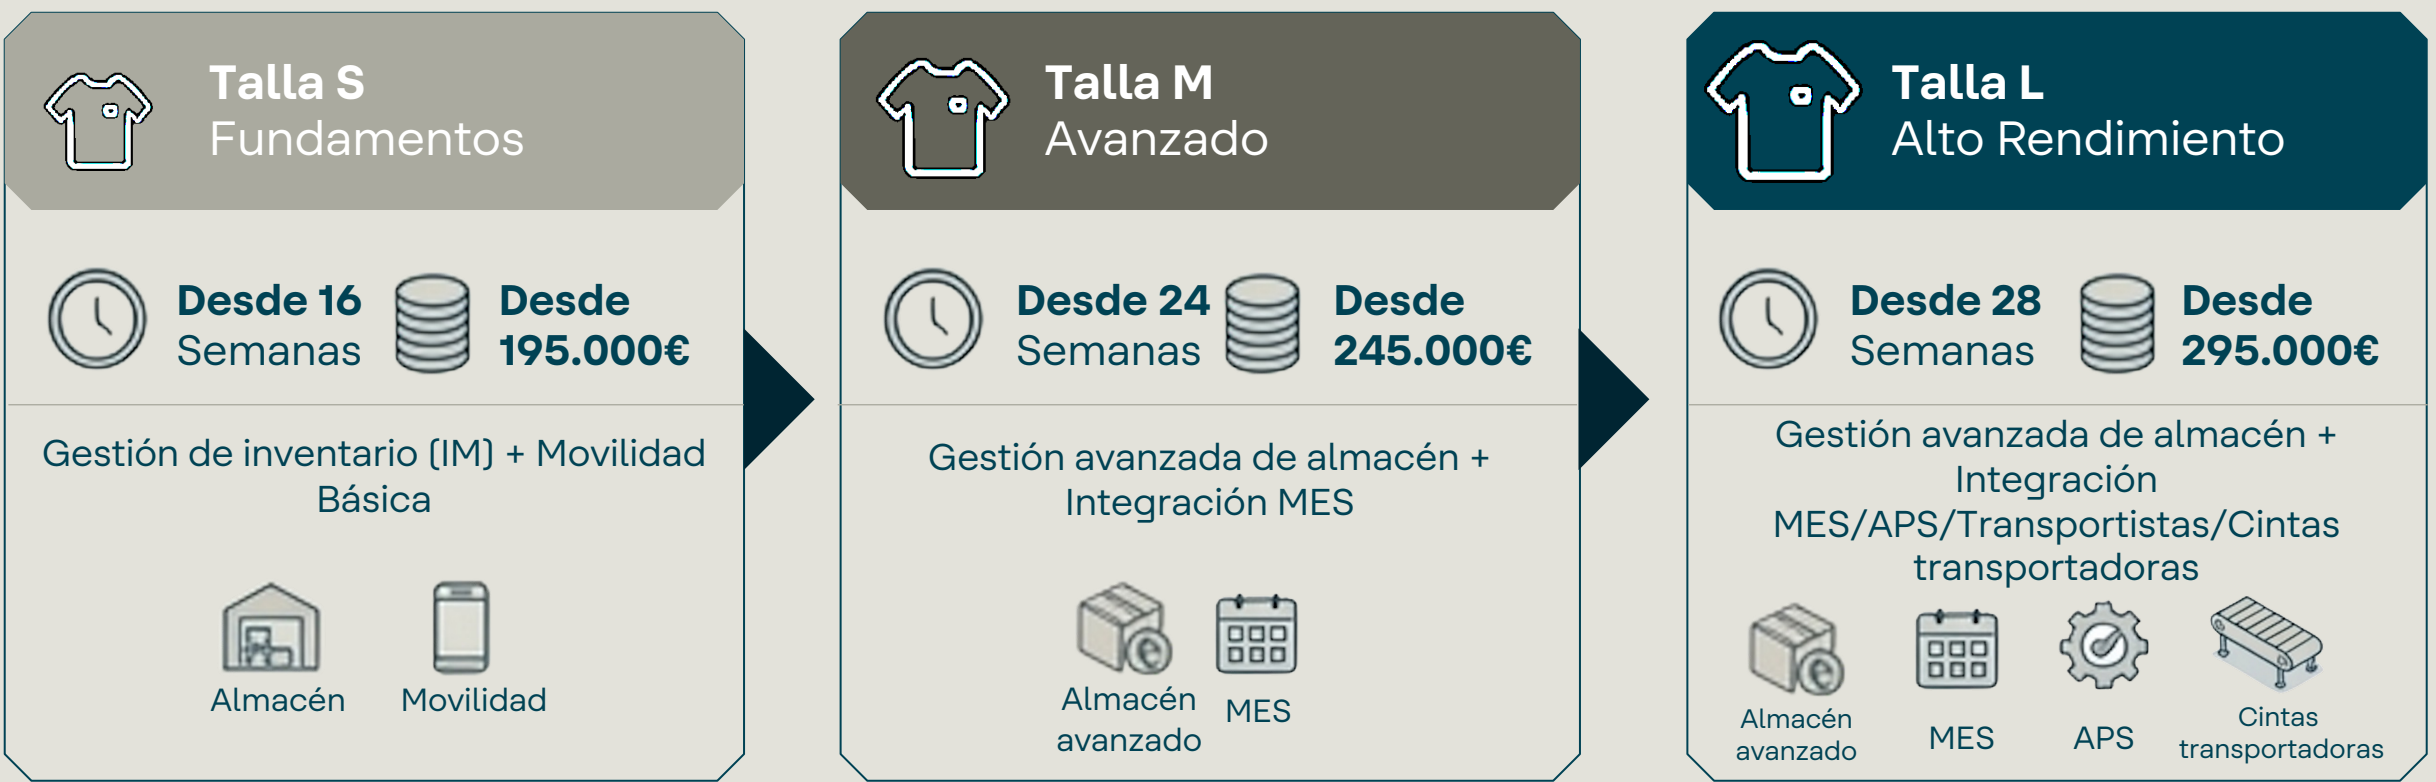 Talla S
Fundamentos
Desde 16
Semanas
Desde
195.000€
Gestión de inventario (IM) + Movilidad
Básica
Almacén
Movilidad
Talla M
Avanzado
Desde 24
Semanas
Desde
245.000€
Gestión avanzada de almacén +
Integración MES
Almacén
avanzado
MES
Talla L
Alto Rendimiento
Desde 28
Semanas
Desde
295.000€
Gestión avanzada de almacén +
Integración
MES/APS/Transportistas/Cintas
transportadoras
Almacén
avanzado
MES
APS
Cintas
transportadoras